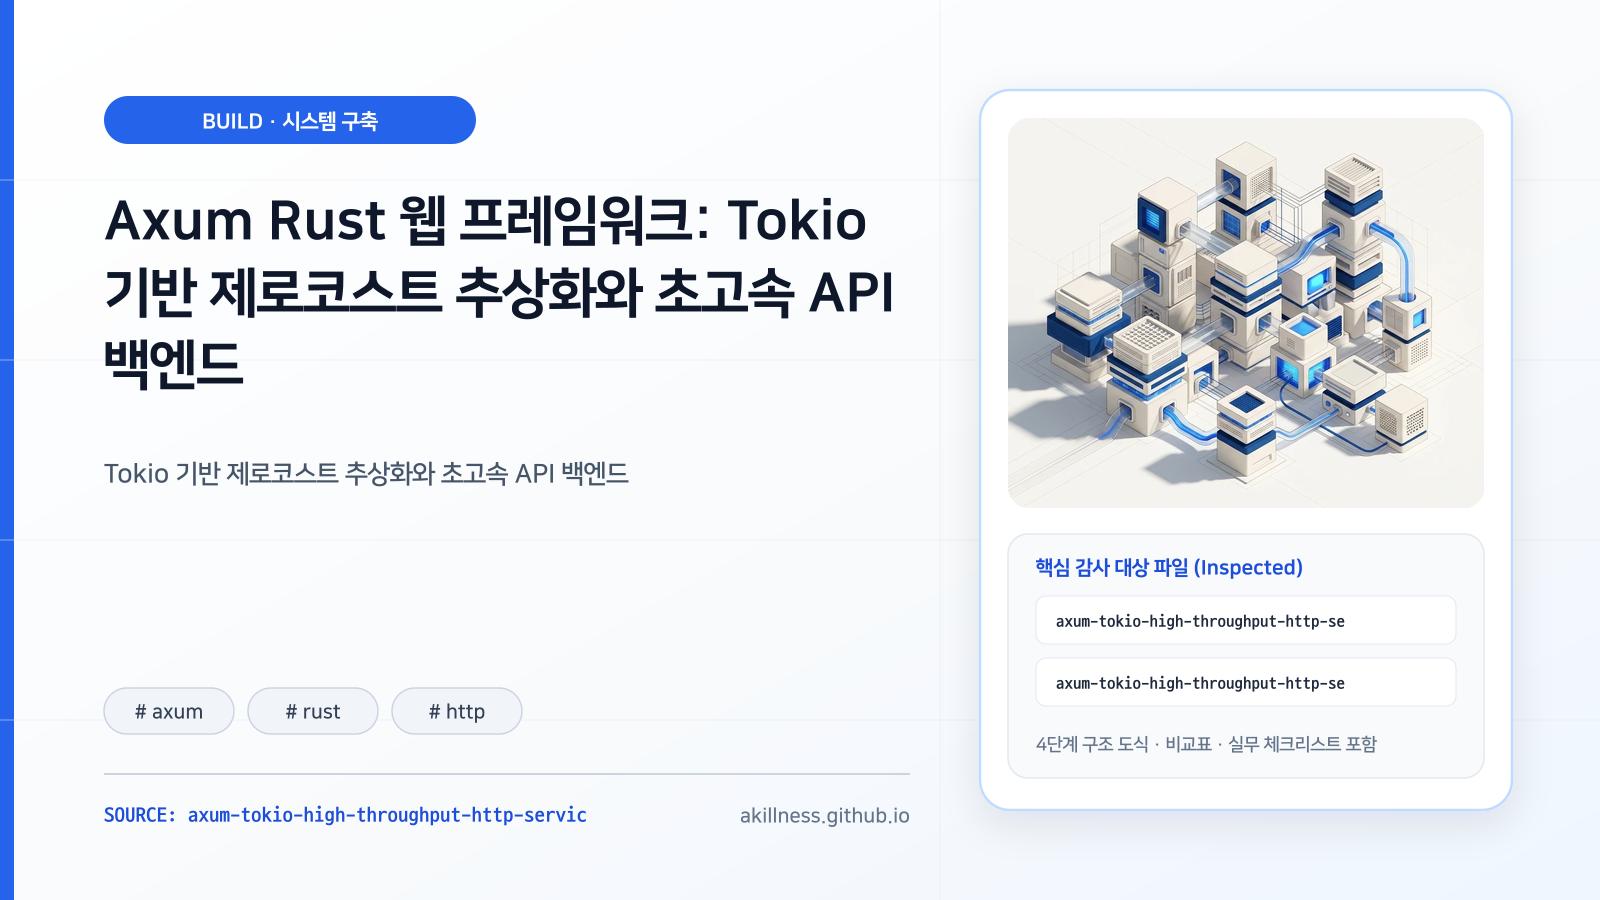 BUILD · 시스템 구축
Axum Rust 웹 프레임워크: Tokio
기반 제로코스트 추상화와 초고속 API
백엔드
Tokio 기반 제로코스트 추상화와 초고속 API 백엔드
# axum
# rust
# http
SOURCE: axum-tokio-high-throughput-http-servic
akillness.github.io
핵심 감사 대상 파일 (Inspected)
axum-tokio-high-throughput-http-se
axum-tokio-high-throughput-http-se
4단계 구조 도식 · 비교표 · 실무 체크리스트 포함